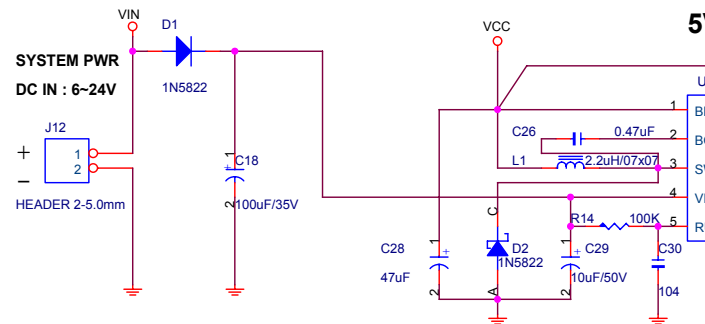 VIN
D1
VCC
SYSTEM PWR
DC IN : 6~24V
1N5822
J12
+
1
2
−
HEADER 2-5.0mm
1
+
C18
2
100uF/35V
1
C26
0.47uF
2
L1
2.2uH/07x07
3
4
C
R14
100K
5
C28
1
+
D2
1N5822
1
+
C29
C30
47uF
2
A
2
10uF/50V
104